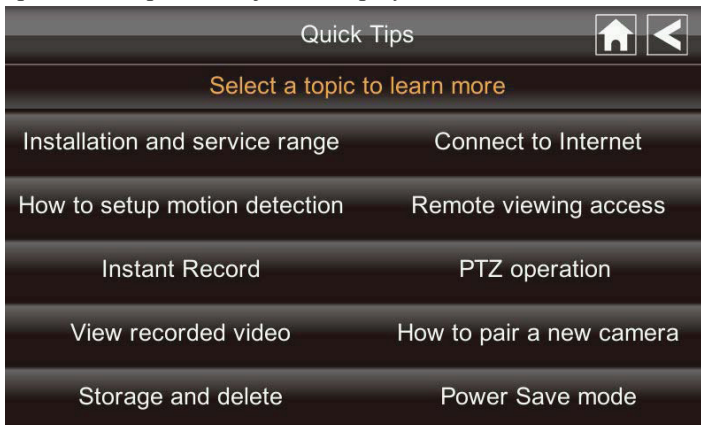 Quick Tips
Select a topic to learn more
Installation and service range
Connect to Internet
How to setup motion detection
Remote viewing access
Instant Record
PTZ operation
View recorded video
How to pair a new camera
Storage and delete
Power Save mode